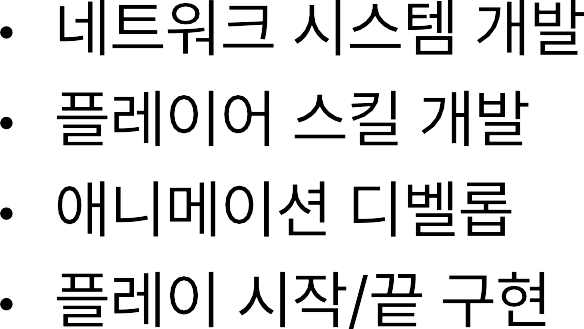 • 네트워크 시스템 개발
• 플레이어 스킬 개발
• 애니메이션 디벨롭
• 플레이 시작/끝 구현